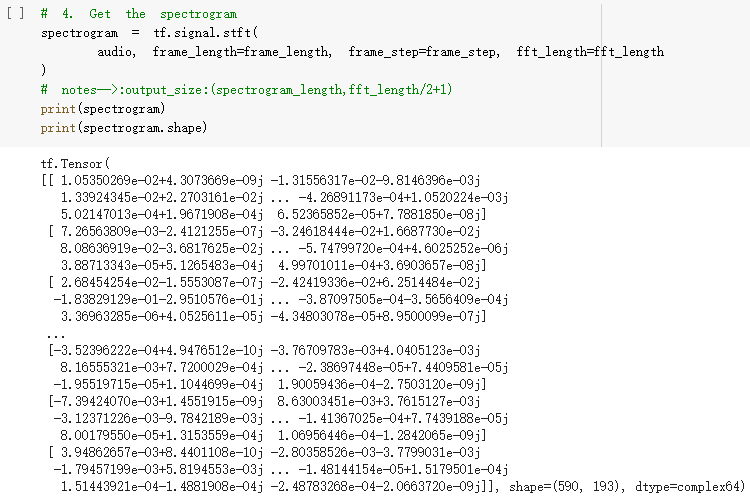 [ ] # 4. Get the spectrogram
spectrogram = tf.signal.stft(
audio, frame_length=frame_length, frame_step=frame_step, fft_length=fft_length
)
# notes—>:output_size:(spectrogram_length,fft_length/2+1)
print(spectrogram)
print(spectrogram.shape)
tf.Tensor(
[[ 1.05350269e-02+4.3073669e-09j -1.31556317e-02-9.8146396e-03j
1.33924345e-02+2.2703161e-02j ... -4.26891173e-04+1.0520224e-03j
5.02147013e-04+1.9671908e-04j 6.52365852e-05+7.7881850e-08j]
[ 7.26563809e-03-2.4121255e-07j -3.24618444e-02+1.6687730e-02j
8.08636919e-02-3.6817625e-02j ... -5.74799720e-04+4.6025252e-06j
3.88713343e-05+5.1265483e-04j 4.99701011e-04+3.6903657e-08j]
[ 2.68454254e-02-1.5553087e-07j -2.42419336e-02+6.2514484e-02j
-1.83829129e-01-2.9510576e-01j ... -3.87097505e-04-3.5656409e-04j
3.36963285e-06+4.0525611e-05j -4.34803078e-05+8.9500099e-07j]
...
[-3.52396222e-04+4.9476512e-10j -3.76709783e-03+4.0405123e-03j
8.16555321e-03+7.7200029e-04j ... -2.38697448e-05+7.4409581e-05j
-1.95519715e-05+1.1044699e-04j 1.90059436e-04-2.7503120e-09j]
[-7.39424070e-03+1.4551915e-09j 8.63003451e-03+3.7615127e-03j
-3.12371226e-03-9.7842189e-03j ... -1.41367025e-04+7.7439188e-05j
8.00179550e-05+1.3153559e-04j 1.06956446e-04-1.2842065e-09j]
[ 3.94862657e-03+8.4401108e-10j -2.80358526e-03-3.7799031e-03j
-1.79457199e-03+5.8194553e-03j ... -1.48144154e-05+1.5179501e-04j
1.51443921e-04-1.4881908e-04j -2.48783268e-04-2.0663720e-09j]], shape=(590, 193), dtype=complex64)